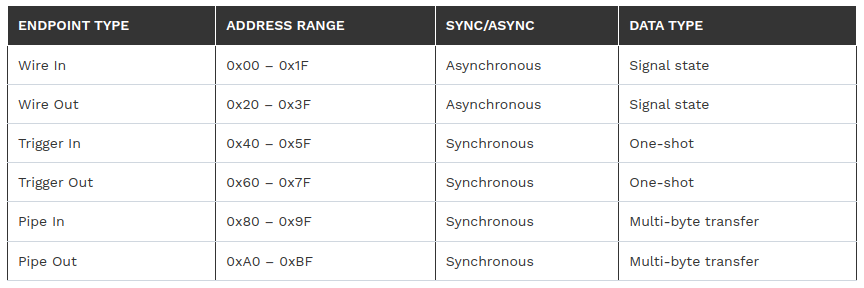 ENDPOINT TYPE ADDRESS RANGE SYNC/ASYNC DATA TYPE
Wire In 0x00 – 0x1F Asynchronous Signal state
Wire Out 0x20 – 0x3F Asynchronous Signal state
Trigger In 0x40 – 0x5F Synchronous One-shot
Trigger Out 0x60 – 0x7F Synchronous One-shot
Pipe In 0x80 – 0x9F Synchronous Multi-byte transfer
Pipe Out 0xA0 – 0xBF Synchronous Multi-byte transfer